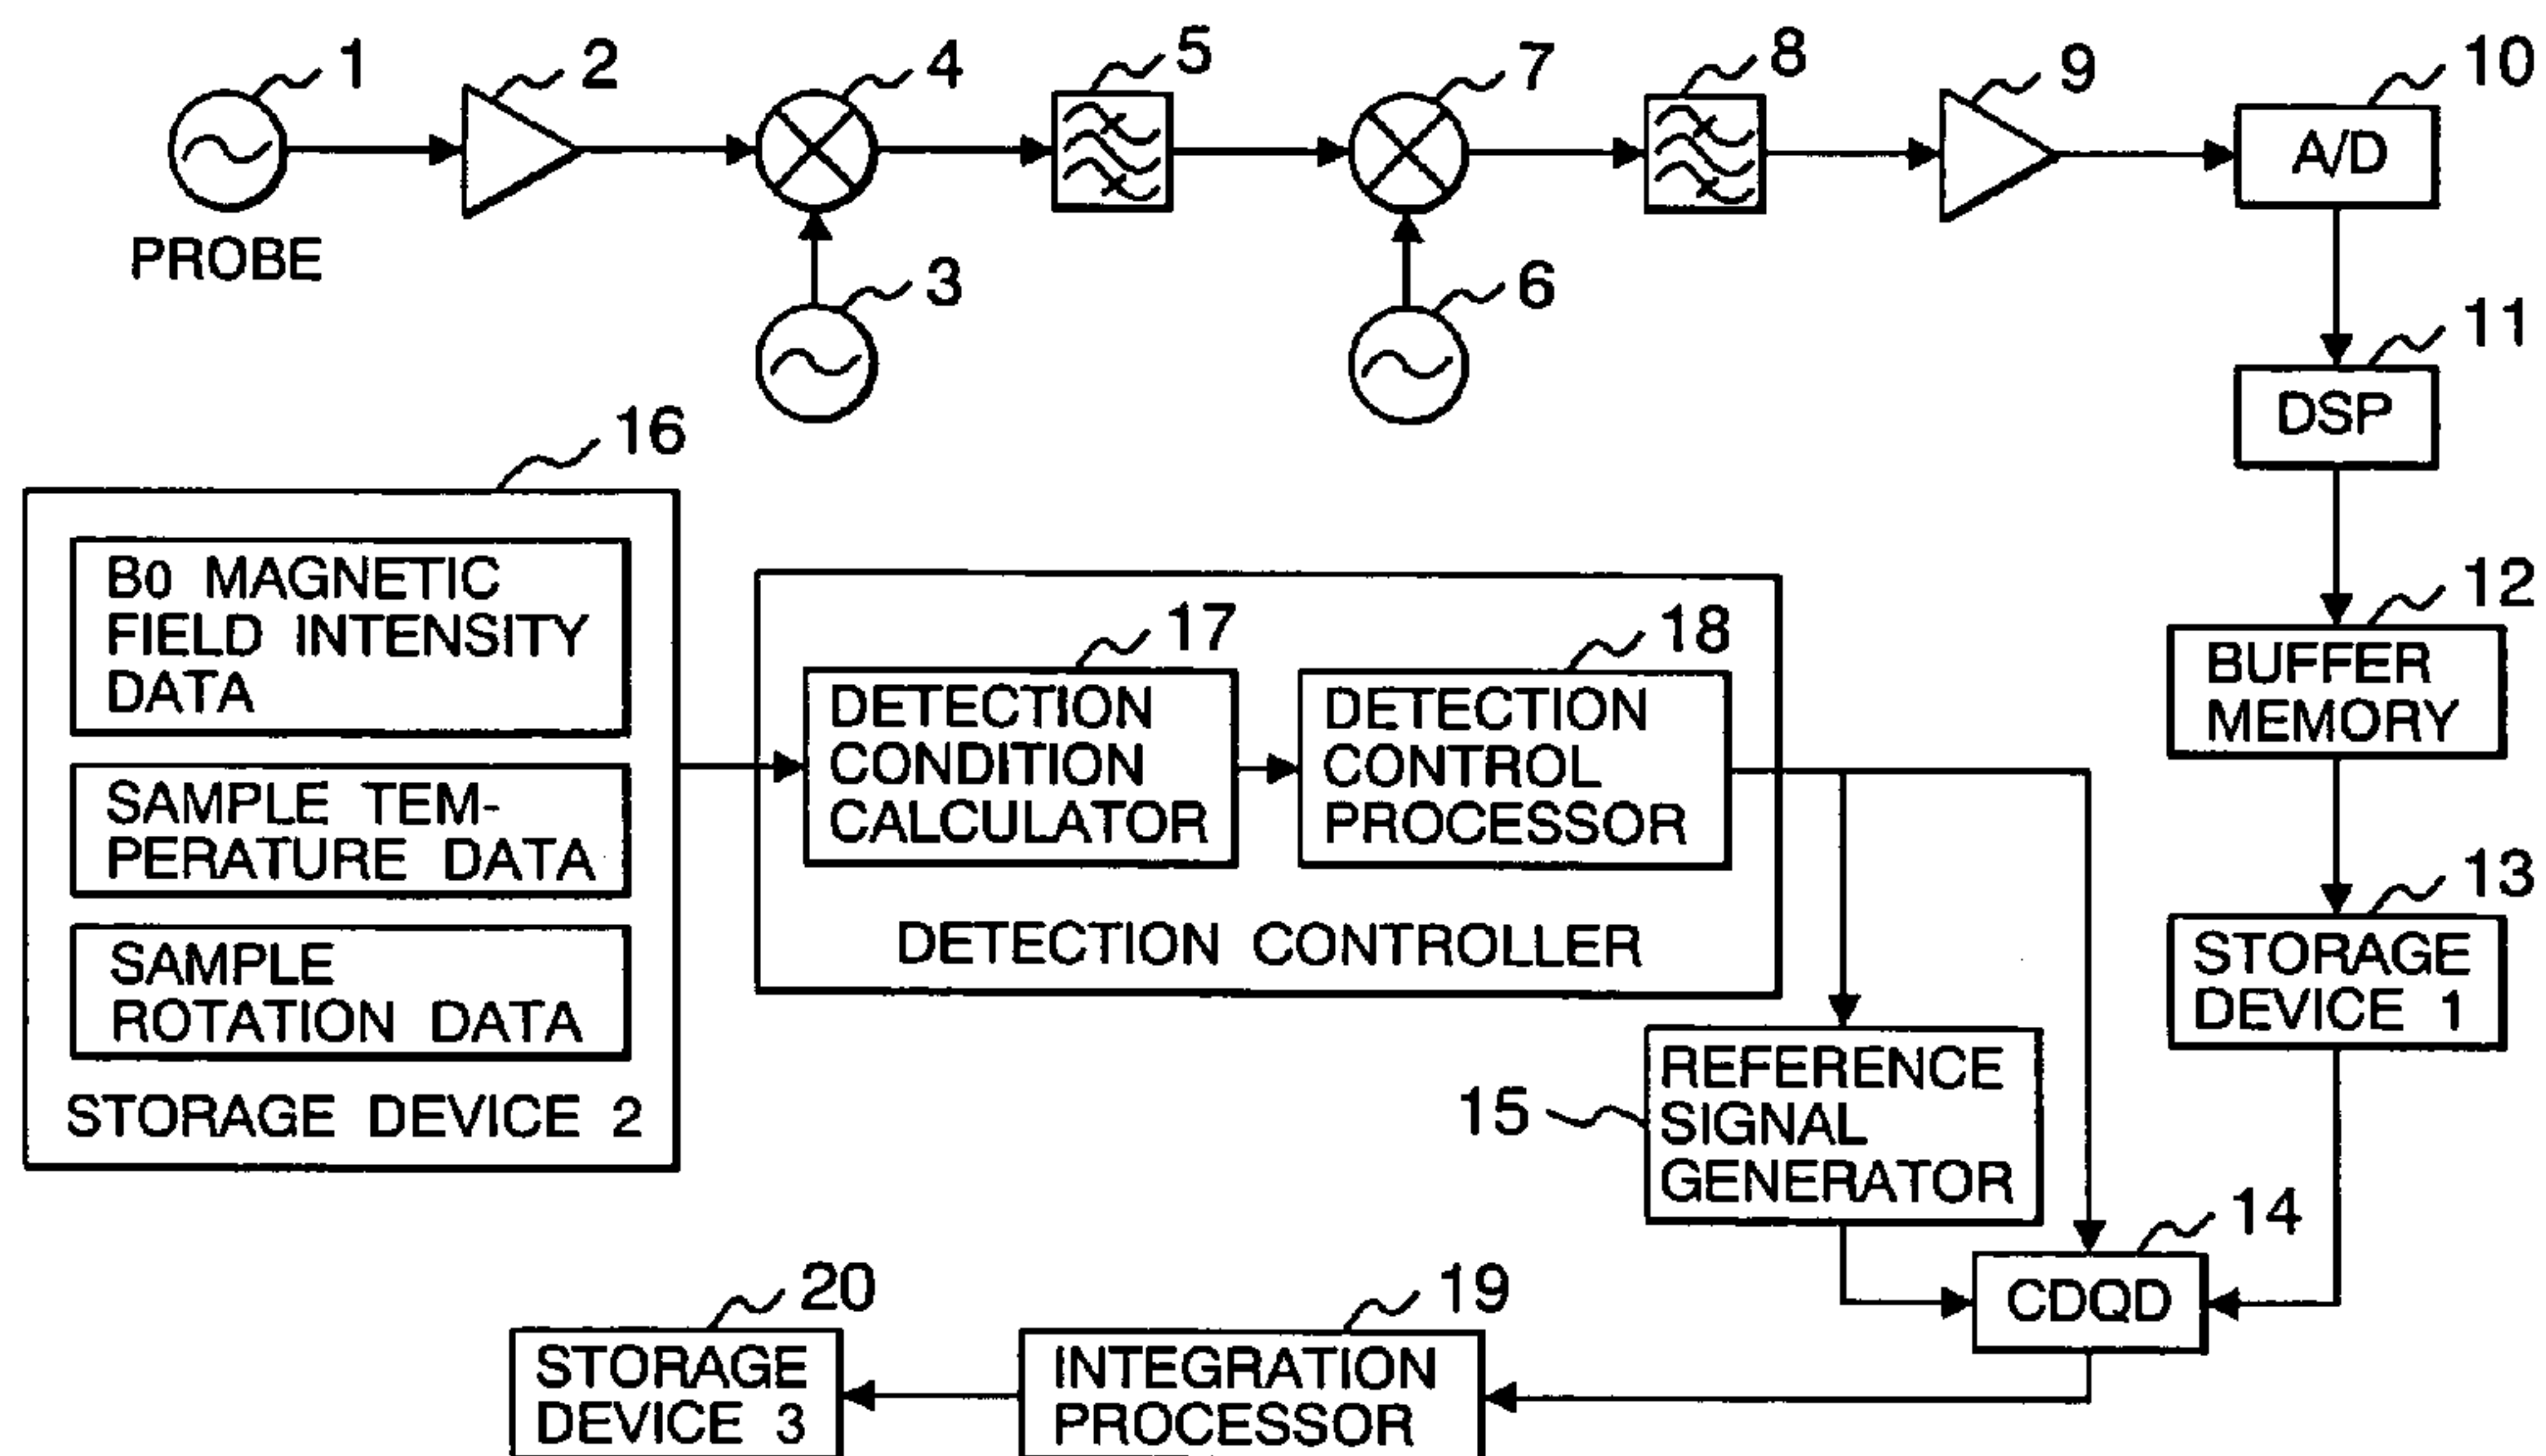 1
2
4
5
7
8
9
10
A/D
PROBE
3
6
11
DSP
16
B0 MAGNETIC
FIELD INTENSITY
DATA
SAMPLE TEM-
PERATURE DATA
SAMPLE
ROTATION DATA
STORAGE DEVICE 2
17
DETECTION
CONDITION
CALCULATOR
18
DETECTION
CONTROL
PROCESSOR
DETECTION CONTROLLER
12
BUFFER
MEMORY
13
STORAGE
DEVICE 1
15
REFERENCE
SIGNAL
GENERATOR
14
CDQD
20
STORAGE
DEVICE 3
19
INTEGRATION
PROCESSOR